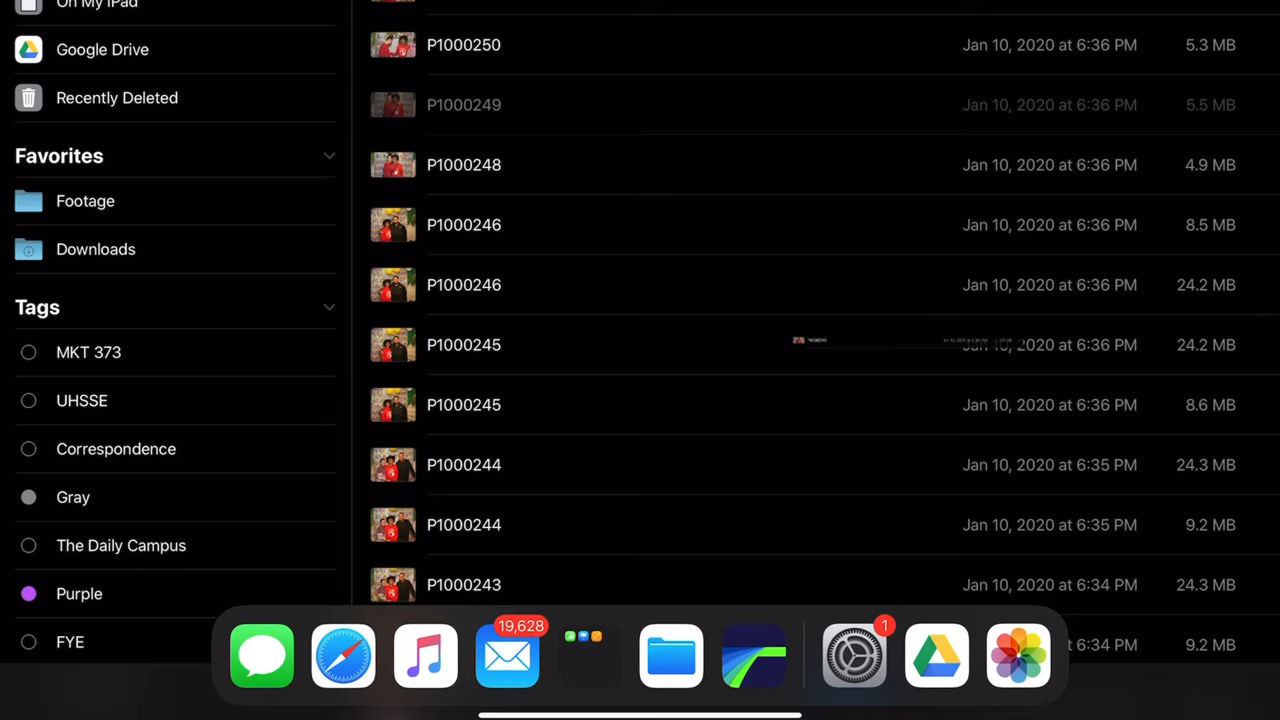 On My iPad
Google Drive
Recently Deleted
Favorites
Footage
Downloads
Tags
MKT 373
UHSSE
Correspondence
Gray
The Daily Campus
Purple
FYE
P1000250 Jan 10, 2020 at 6:36 PM 5.3 MB
P1000249 Jan 10, 2020 at 6:36 PM 5.5 MB
P1000248 Jan 10, 2020 at 6:36 PM 4.9 MB
P1000246 Jan 10, 2020 at 6:36 PM 8.5 MB
P1000246 Jan 10, 2020 at 6:36 PM 24.2 MB
P1000245 Jan 10, 2020 at 6:36 PM 24.2 MB
P1000245 Jan 10, 2020 at 6:36 PM 8.6 MB
P1000244 Jan 10, 2020 at 6:35 PM 24.3 MB
P1000244 Jan 10, 2020 at 6:35 PM 9.2 MB
P1000243 Jan 10, 2020 at 6:34 PM 24.3 MB
at 6:34 PM 9.2 MB
19,628
1